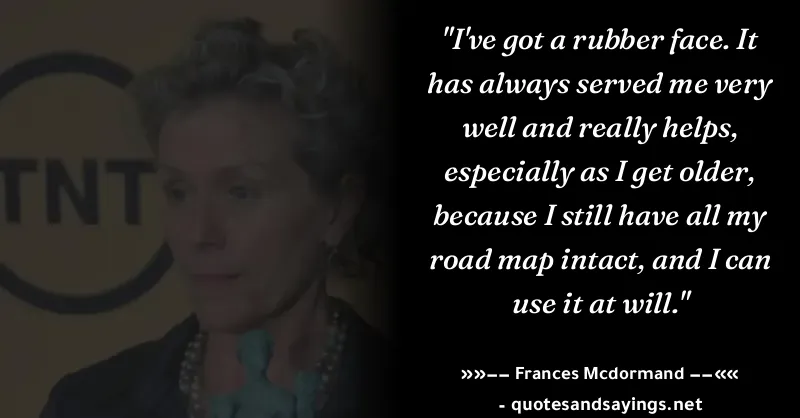 TNT
"I've got a rubber face. It
has always served me very
well and really helps,
especially as I get older,
because I still have all my
road map intact, and I can
use it at will."
»»−− Frances Mcdormand −−««
- quotesandsayings.net